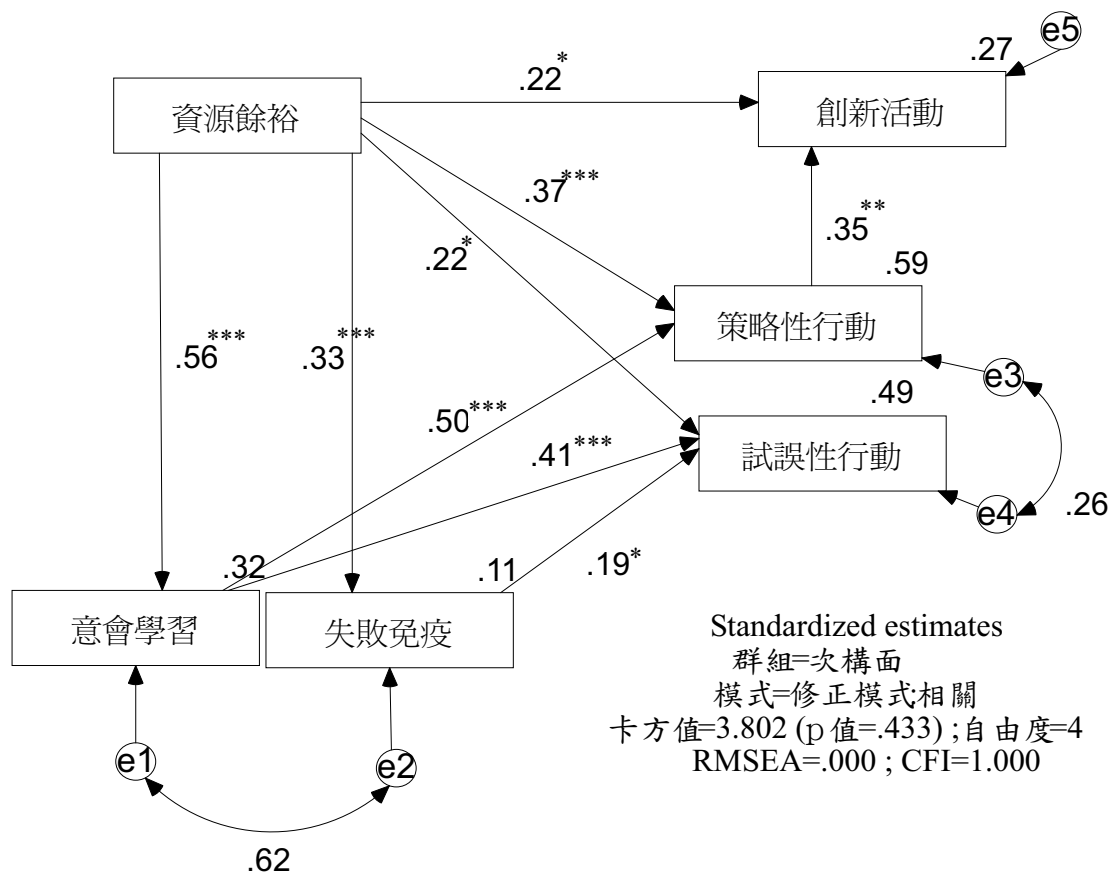 e5
.27
.22*
資源餘裕
創新活動
.37***
.35**
.22*
.59
策略性行動
.56***
.33***
e3
.49
.50***
.41***
試誤性行動
e4
.26
.32
.11
.19*
意會學習
失敗免疫
Standardized estimates
群組=次構面
模式=修正模式相關
卡方值=3.802 (p值=.433) ;自由度=4
RMSEA=.000 ; CFI=1.000
e1
e2
.62